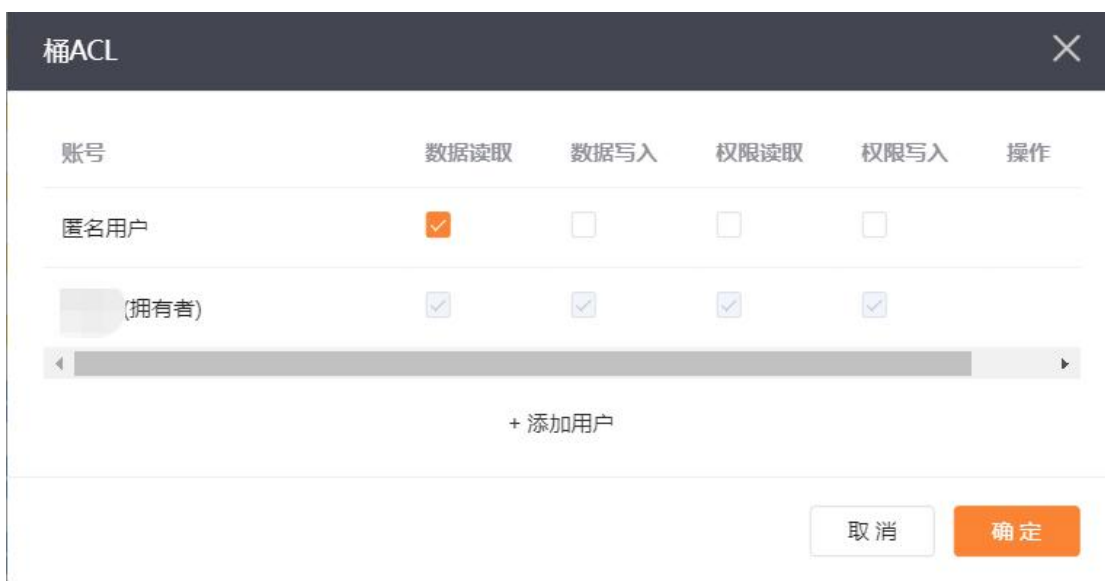 桶ACL
账号 数据读取 数据写入 权限读取 权限写入 操作
匿名用户
(拥有者)
+ 添加用户
取消 确定